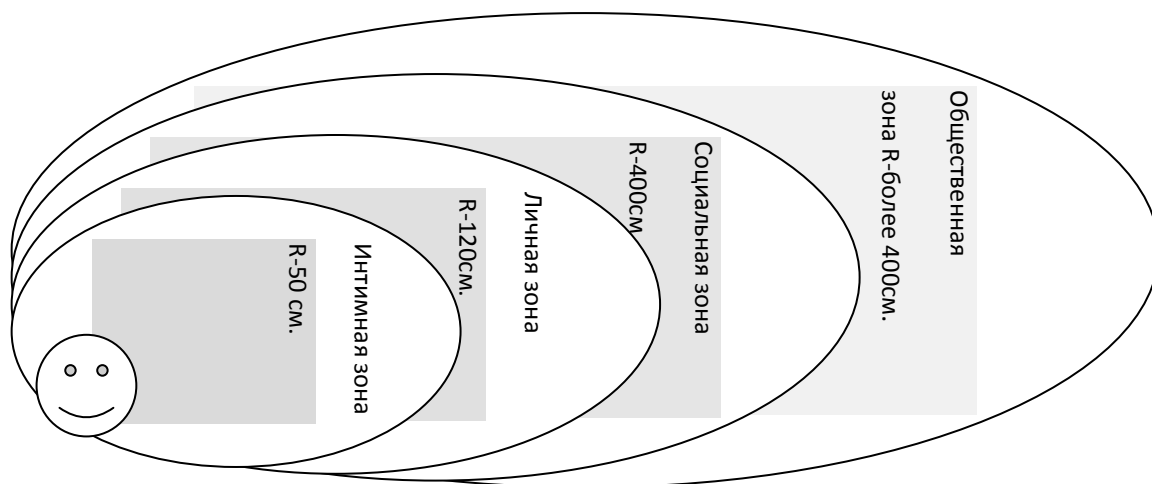 Общественная
зона R-более 400см.
Социальная зона
R-400см
Личная зона
R-120см.
Интимная зона
R-50 см.